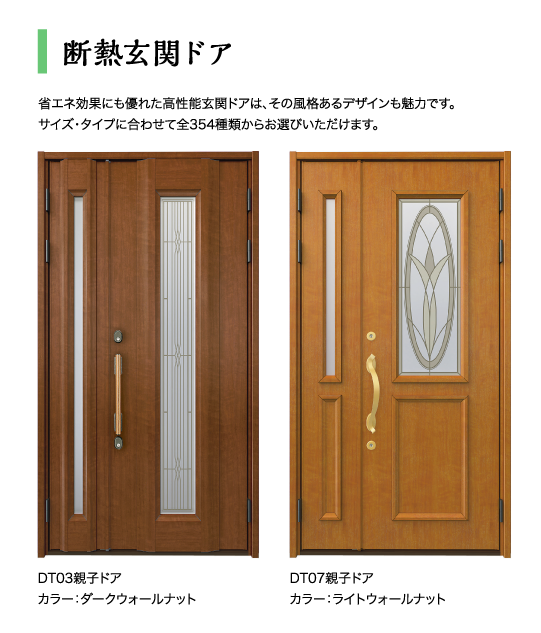 断熱玄関ドア
省エネ効果にも優れた高性能玄関ドアは、その風格あるデザインも魅力です。
サイズ・タイプに合わせて全354種類からお選びいただけます。
DT03親子ドア
カラー：ダークウォールナット
DT07親子ドア
カラー：ライトウォールナット